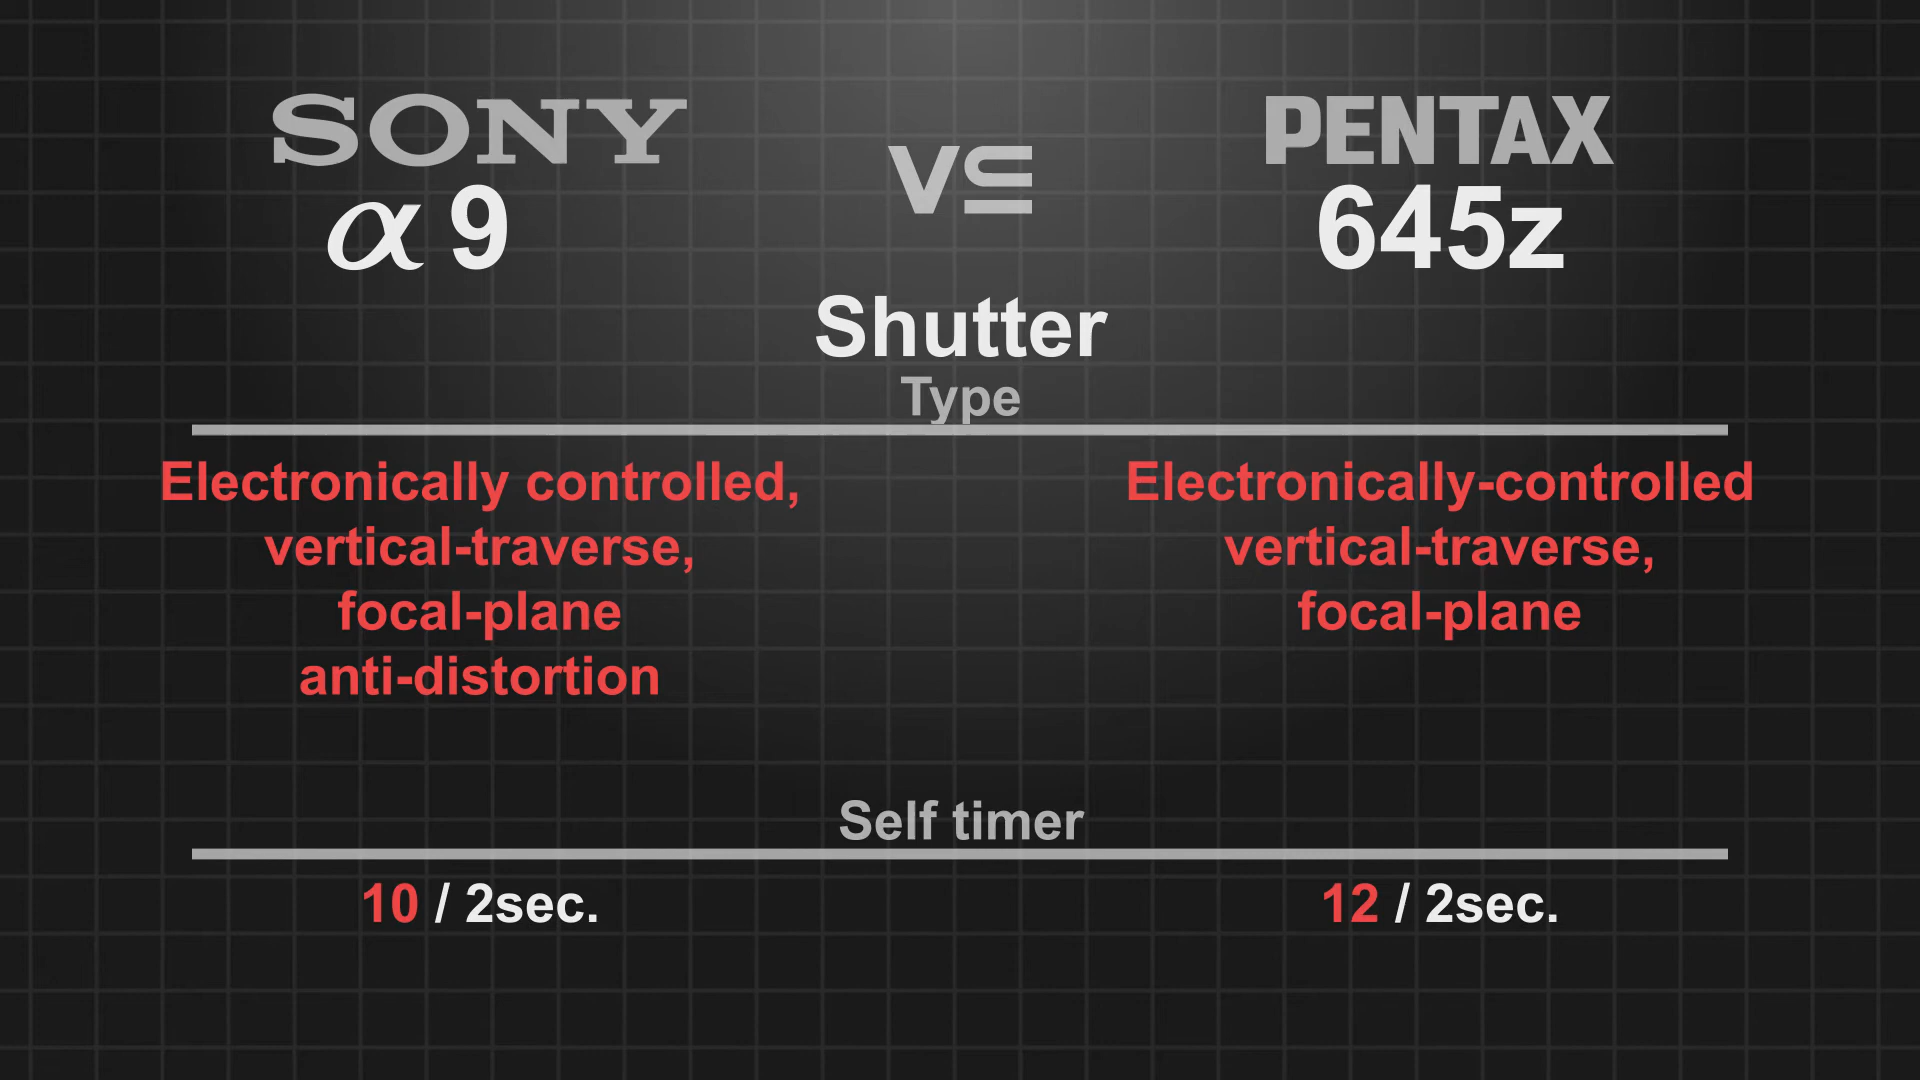 SONY
α 9
VS
PENTAX
645z
Shutter
Type
Electronically controlled,
vertical-traverse,
focal-plane
anti-distortion
Electronically-controlled
vertical-traverse,
focal-plane
Self timer
10 / 2sec.
12 / 2sec.